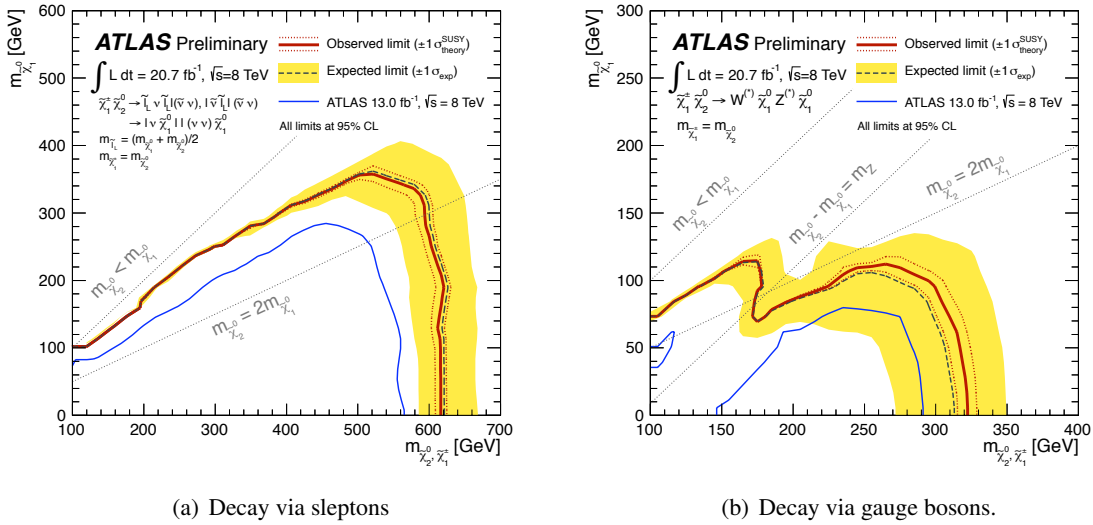 ATLAS Preliminary
∫ L dt = 20.7 fb⁻¹, √s=8 TeV
χ̃₁^± χ̃₂⁰ → l̃_L ν l̃_L l (ν̃ ν), l ν̃ l̃_L l (ν̃ ν)
→ l ν χ̃₁⁰ l l (ν ν) χ̃₁⁰
m_l̃_L = (m_χ̃₁⁰ + m_χ̃₂⁰)/2
m_χ̃₁^± = m_χ̃₂⁰
Observed limit (±1 σ_theory^SUSY)
Expected limit (±1 σ_exp)
ATLAS 13.0 fb⁻¹, √s = 8 TeV
All limits at 95% CL
m_χ̃₂⁰ < m_χ̃₁⁰
m_χ̃₂⁰ = 2m_χ̃₁⁰
m_χ̃₁⁰ [GeV]
600
500
400
300
200
100
0
100 200 300 400 500 600 700
m_χ̃₂⁰, χ̃₁^± [GeV]
(a) Decay via sleptons
ATLAS Preliminary
∫ L dt = 20.7 fb⁻¹, √s=8 TeV
χ̃₁^± χ̃₂⁰ → W^(*) χ̃₁⁰ Z^(*) χ̃₁⁰
m_χ̃₁^± = m_χ̃₂⁰
Observed limit (±1 σ_theory^SUSY)
Expected limit (±1 σ_exp)
ATLAS 13.0 fb⁻¹, √s = 8 TeV
All limits at 95% CL
m_χ̃₂⁰ < m_χ̃₁⁰
m_χ̃₂⁰ - m_χ̃₁⁰ = m_Z
m_χ̃₂⁰ = 2m_χ̃₁⁰
m_χ̃₁⁰ [GeV]
300
250
200
150
100
50
0
100 150 200 250 300 350 400
m_χ̃₂⁰, χ̃₁^± [GeV]
(b) Decay via gauge bosons.